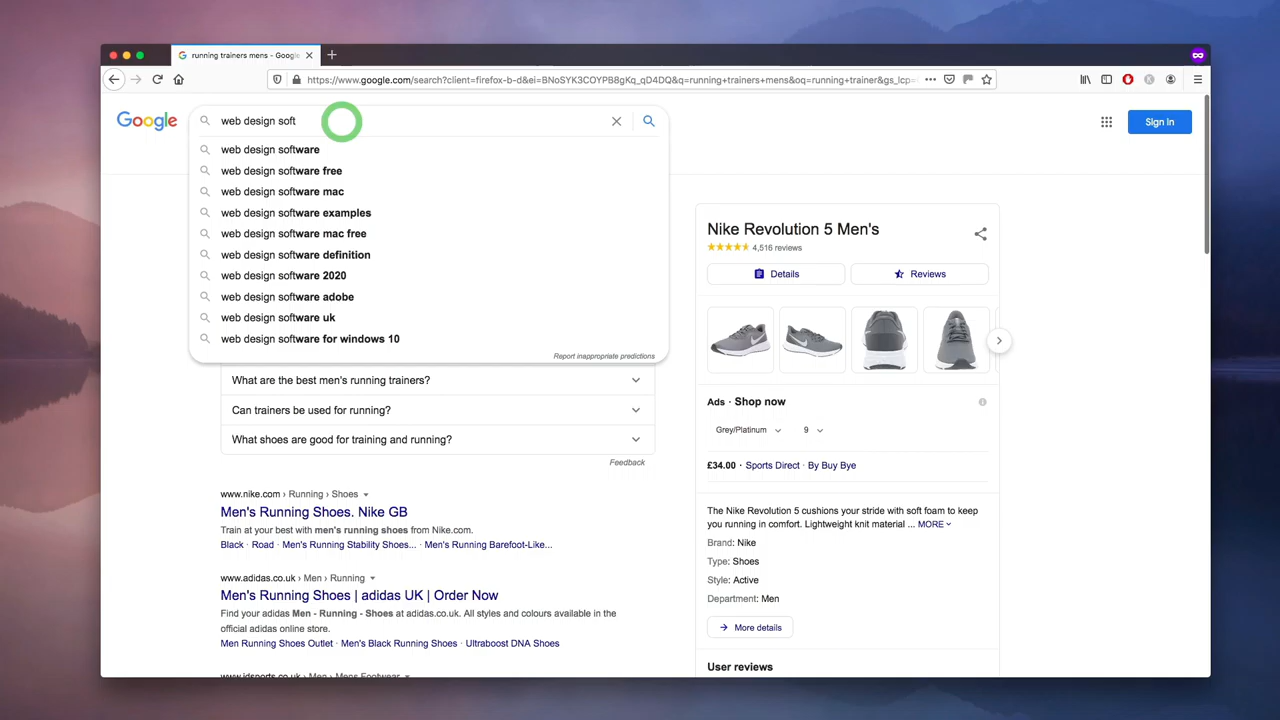 running trainers mens - Googl
https://www.google.com/search?client=firefox-b-d&ei=BNoSYK3COYPB8gKq_qD4DQ&q=running+trainers+mens&oq=running+trainer&gs_lcp=
Google
web design soft
Sign in
web design software
web design software free
web design software mac
web design software examples
web design software mac free
web design software definition
web design software 2020
web design software adobe
web design software uk
web design software for windows 10
Report inappropriate predictions
What are the best men's running trainers?
Can trainers be used for running?
What shoes are good for training and running?
Feedback
www.nike.com › Running › Shoes
Men's Running Shoes. Nike GB
Train at your best with men's running shoes from Nike.com.
Black · Road · Men's Running Stability Shoes... · Men's Running Barefoot-Like...
www.adidas.co.uk › Men › Running
Men's Running Shoes | adidas UK | Order Now
Find your adidas Men - Running - Shoes at adidas.co.uk. All styles and colours available in the
official adidas online store.
Men Running Shoes Outlet · Men's Black Running Shoes · Ultraboost DNA Shoes
www.jdsports.co.uk › Men › Mens Footwear
Nike Revolution 5 Men's
4,516 reviews
Details
Reviews
Ads · Shop now
Grey/Platinum 9
£34.00 · Sports Direct · By Buy Bye
The Nike Revolution 5 cushions your stride with soft foam to keep
you running in comfort. Lightweight knit material ... MORE
Brand: Nike
Type: Shoes
Style: Active
Department: Men
More details
User reviews